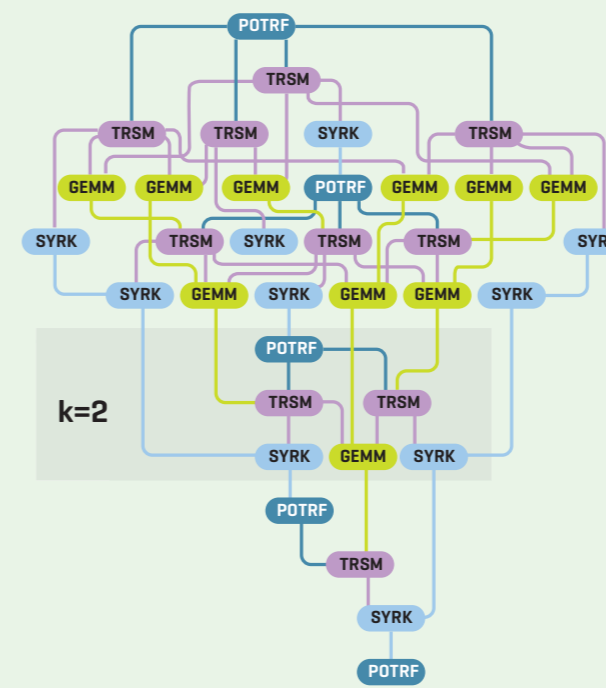 POTRF
TRSM
TRSM TRSM SYRK TRSM
GEMM GEMM GEMM POTRF GEMM GEMM GEMM
SYRK TRSM SYRK TRSM TRSM SYR
SYRK GEMM SYRK GEMM GEMM SYRK
POTRF
k=2 TRSM TRSM
SYRK GEMM SYRK
POTRF
TRSM
SYRK
POTRF